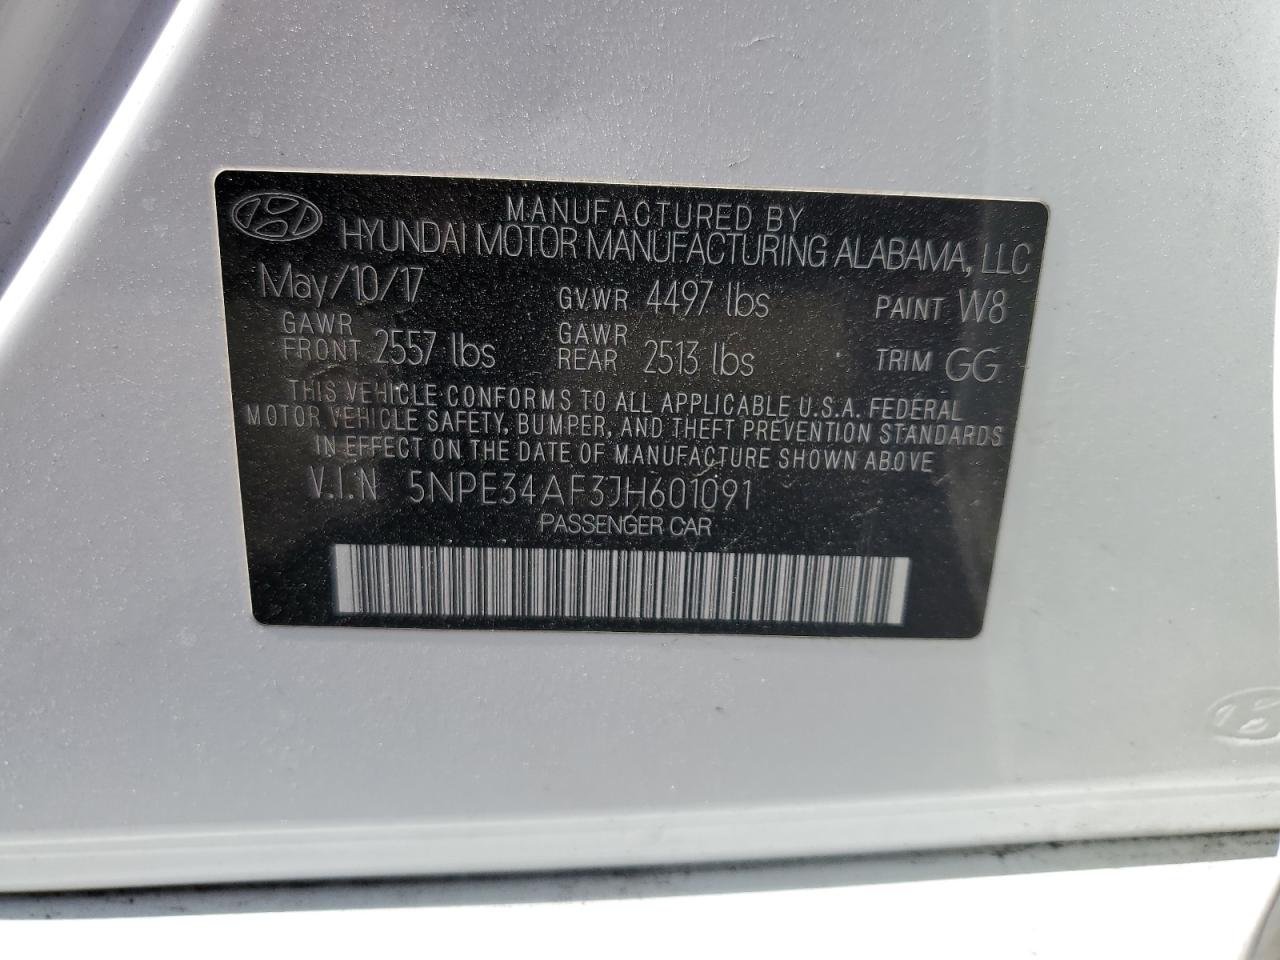 MANUFACTURED BY
HYUNDAI MOTOR MANUFACTURING ALABAMA, LLC
May/10/17 GVWR 4497 lbs PAINT W8
GAWR FRONT 2557 lbs GAWR REAR 2513 lbs TRIM GG
THIS VEHICLE CONFORMS TO ALL APPLICABLE U.S.A. FEDERAL
MOTOR VEHICLE SAFETY, BUMPER, AND THEFT PREVENTION STANDARDS
IN EFFECT ON THE DATE OF MANUFACTURE SHOWN ABOVE
V.I.N 5NPE34AF3JH601091
PASSENGER CAR